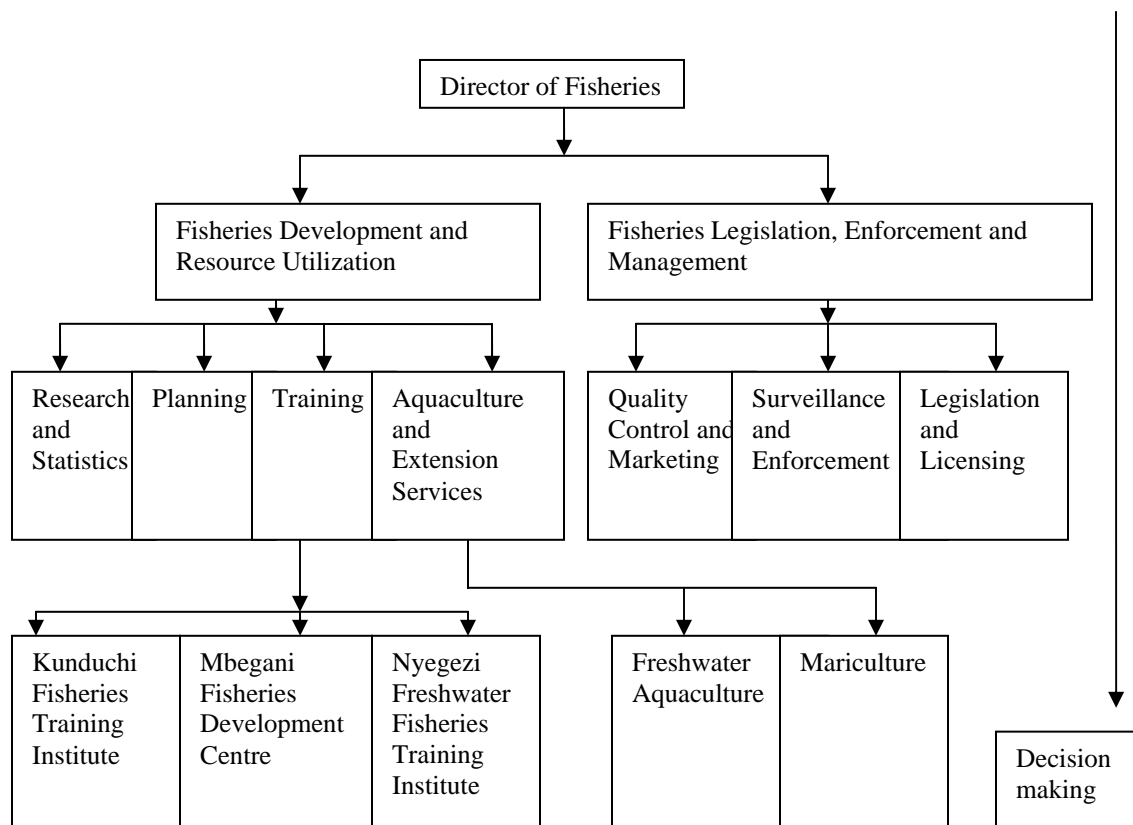 Director of Fisheries
Fisheries Development and
Resource Utilization
Fisheries Legislation, Enforcement and
Management
Research
and
Statistics
Planning
Training
Aquaculture
and
Extension
Services
Quality
Control and
Marketing
Surveillance
and
Enforcement
Legislation
and
Licensing
Kunduchi
Fisheries
Training
Institute
Mbegani
Fisheries
Development
Centre
Nyegezi
Freshwater
Fisheries
Training
Institute
Freshwater
Aquaculture
Mariculture
Decision
making